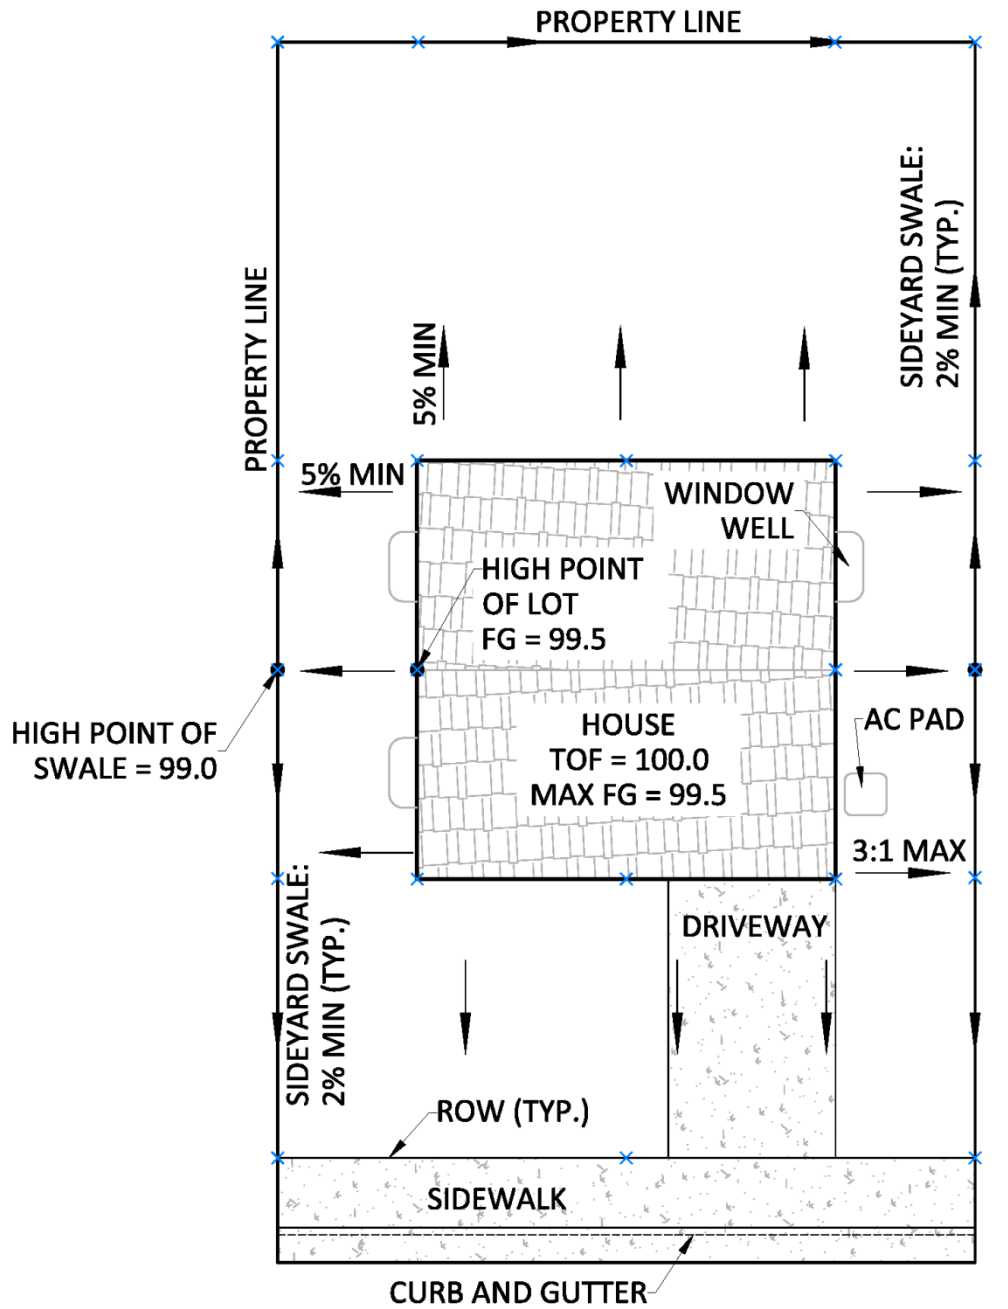 PROPERTY LINE
SIDEYARD SWALE:
2% MIN (TYP.)
PROPERTY LINE
5% MIN
5% MIN
WINDOW
WELL
HIGH POINT
OF LOT
FG = 99.5
HIGH POINT OF
SWALE = 99.0
HOUSE
TOF = 100.0
MAX FG = 99.5
AC PAD
3:1 MAX
SIDEYARD SWALE:
2% MIN (TYP.)
DRIVEWAY
ROW (TYP.)
SIDEWALK
CURB AND GUTTER